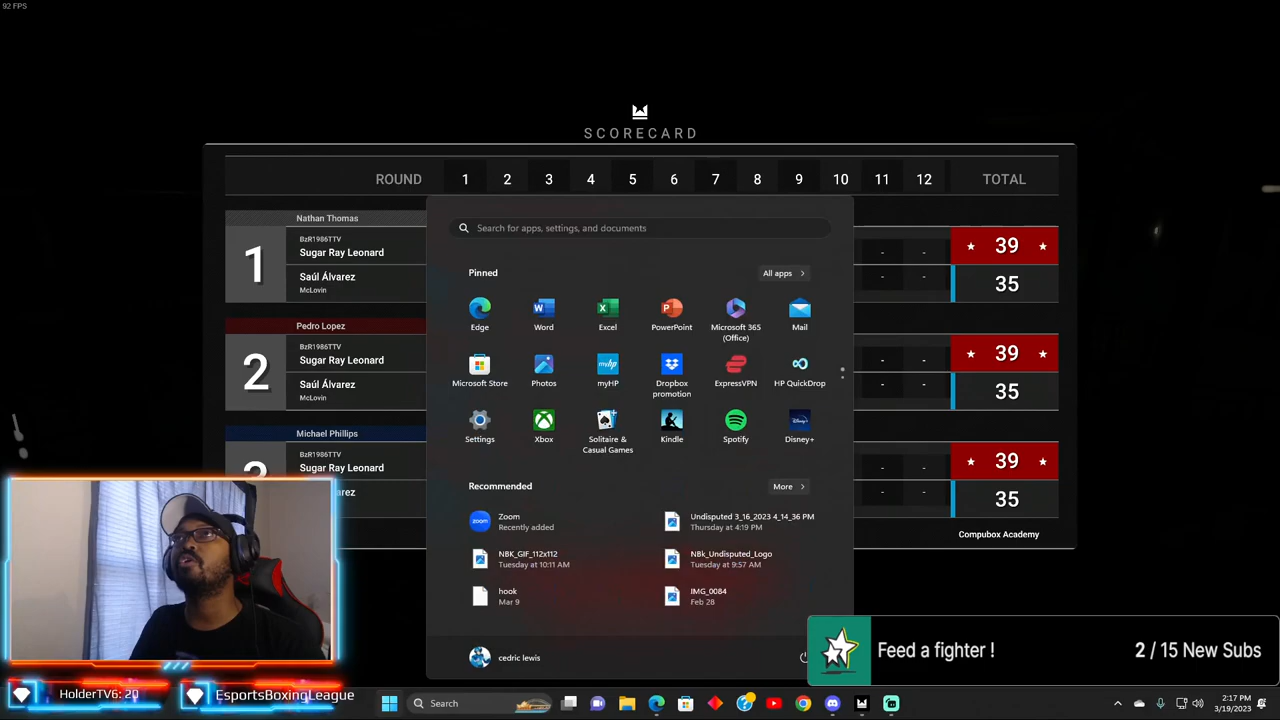 92 FPS
SCORECARD
ROUND 1 2 3 4 5 6 7 8 9 10 11 12 TOTAL
Nathan Thomas
1
BzR1986TTV
Sugar Ray Leonard
- -
39
Saúl Álvarez
McLovin
- -
35
Pedro Lopez
2
BzR1986TTV
Sugar Ray Leonard
- -
39
Saúl Álvarez
McLovin
- -
35
Michael Phillips
BzR1986TTV
Sugar Ray Leonard
- -
39
arez
- -
35
Compubox Academy
Search for apps, settings, and documents
Pinned
All apps
Edge Word Excel PowerPoint Microsoft 365 (Office) Mail
Microsoft Store Photos myHP Dropbox promotion ExpressVPN HP QuickDrop
Settings Xbox Solitaire & Casual Games Kindle Spotify Disney+
Recommended
More
zoom
Zoom
Recently added
Undisputed 3_16_2023 4_14_36 PM
Thursday at 4:19 PM
NBK_GIF_112x112
Tuesday at 10:11 AM
NBk_Undisputed_Logo
Tuesday at 9:57 AM
hook
Mar 9
IMG_0084
Feb 28
cedric lewis
Feed a fighter !
2 / 15 New Subs
HolderTV6: 20
EsportsBoxingLeague
Search
2:17 PM
3/19/2023